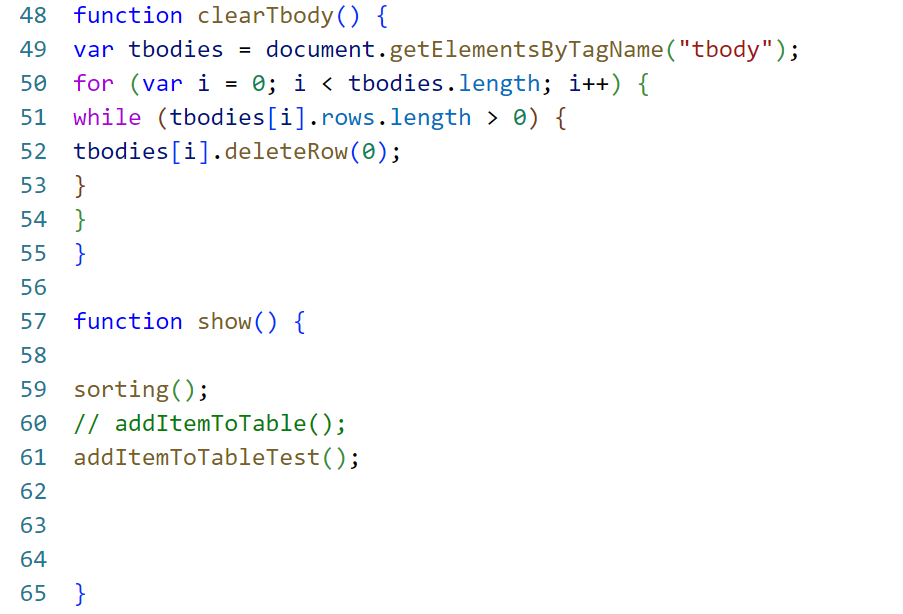 48 function clearTbody() {
49 var tbodies = document.getElementsByTagName("tbody");
50 for (var i = 0; i < tbodies.length; i++) {
51 while (tbodies[i].rows.length > 0) {
52 tbodies[i].deleteRow(0);
53 }
54 }
55 }
56
57 function show() {
58
59 sorting();
60 // addItemToTable();
61 addItemToTableTest();
62
63
64
65 }